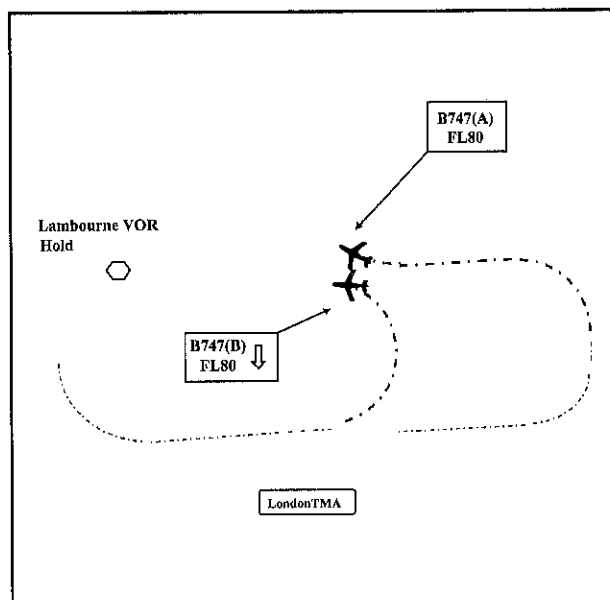 B747(A)
FL80
Lambourne VOR
Hold
B747(B)
FL80
LondonTMA